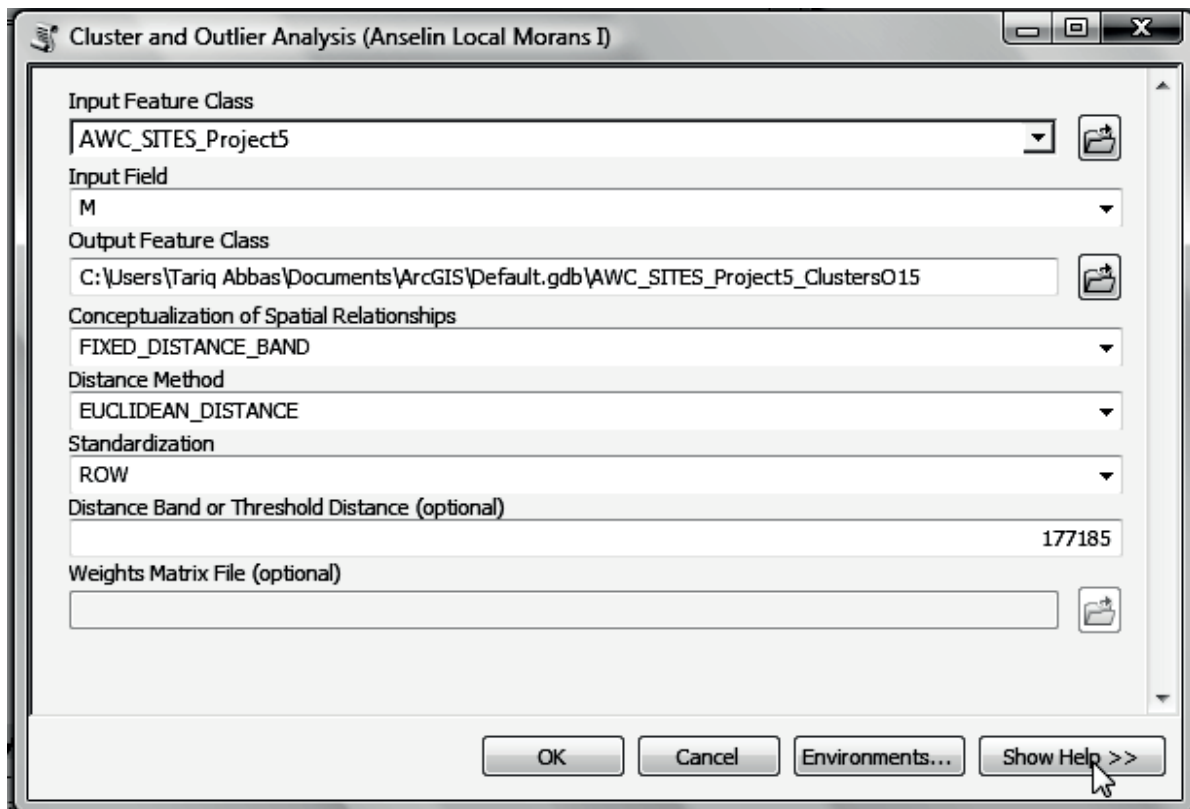 Cluster and Outlier Analysis (Anselin Local Morans I)
Input Feature Class
AWC_SITES_Project5
Input Field
M
Output Feature Class
C:\Users\Tariq Abbas\Documents\ArcGIS\Default.gdb\AWC_SITES_Project5_ClustersO15
Conceptualization of Spatial Relationships
FIXED_DISTANCE_BAND
Distance Method
EUCLIDEAN_DISTANCE
Standardization
ROW
Distance Band or Threshold Distance (optional)
177185
Weights Matrix File (optional)
OK Cancel Environments... Show Help >>